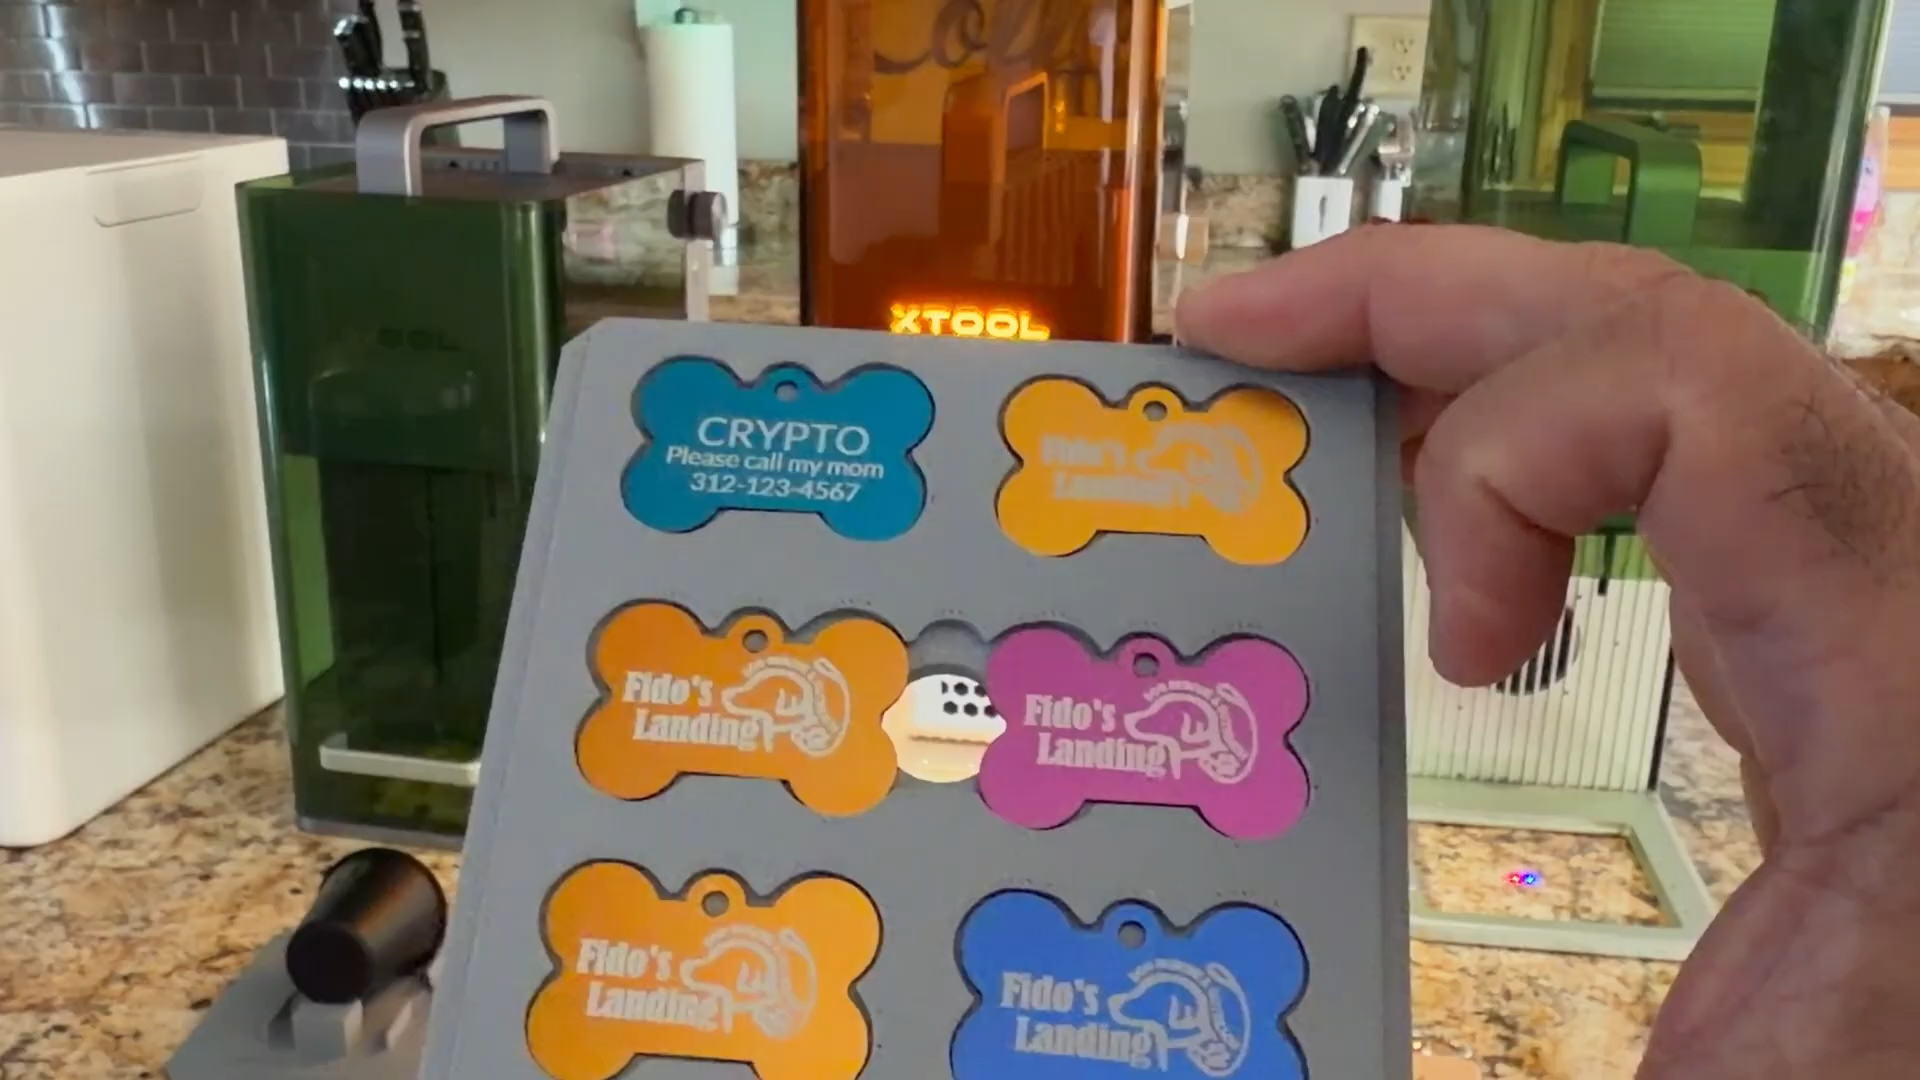 XTOOL
CRYPTO
Please call my mom
312-123-4567
Fido's
Landing
Fido's
Landing
Fido's
Landing
Fido's
Landing
Fido's
Landing